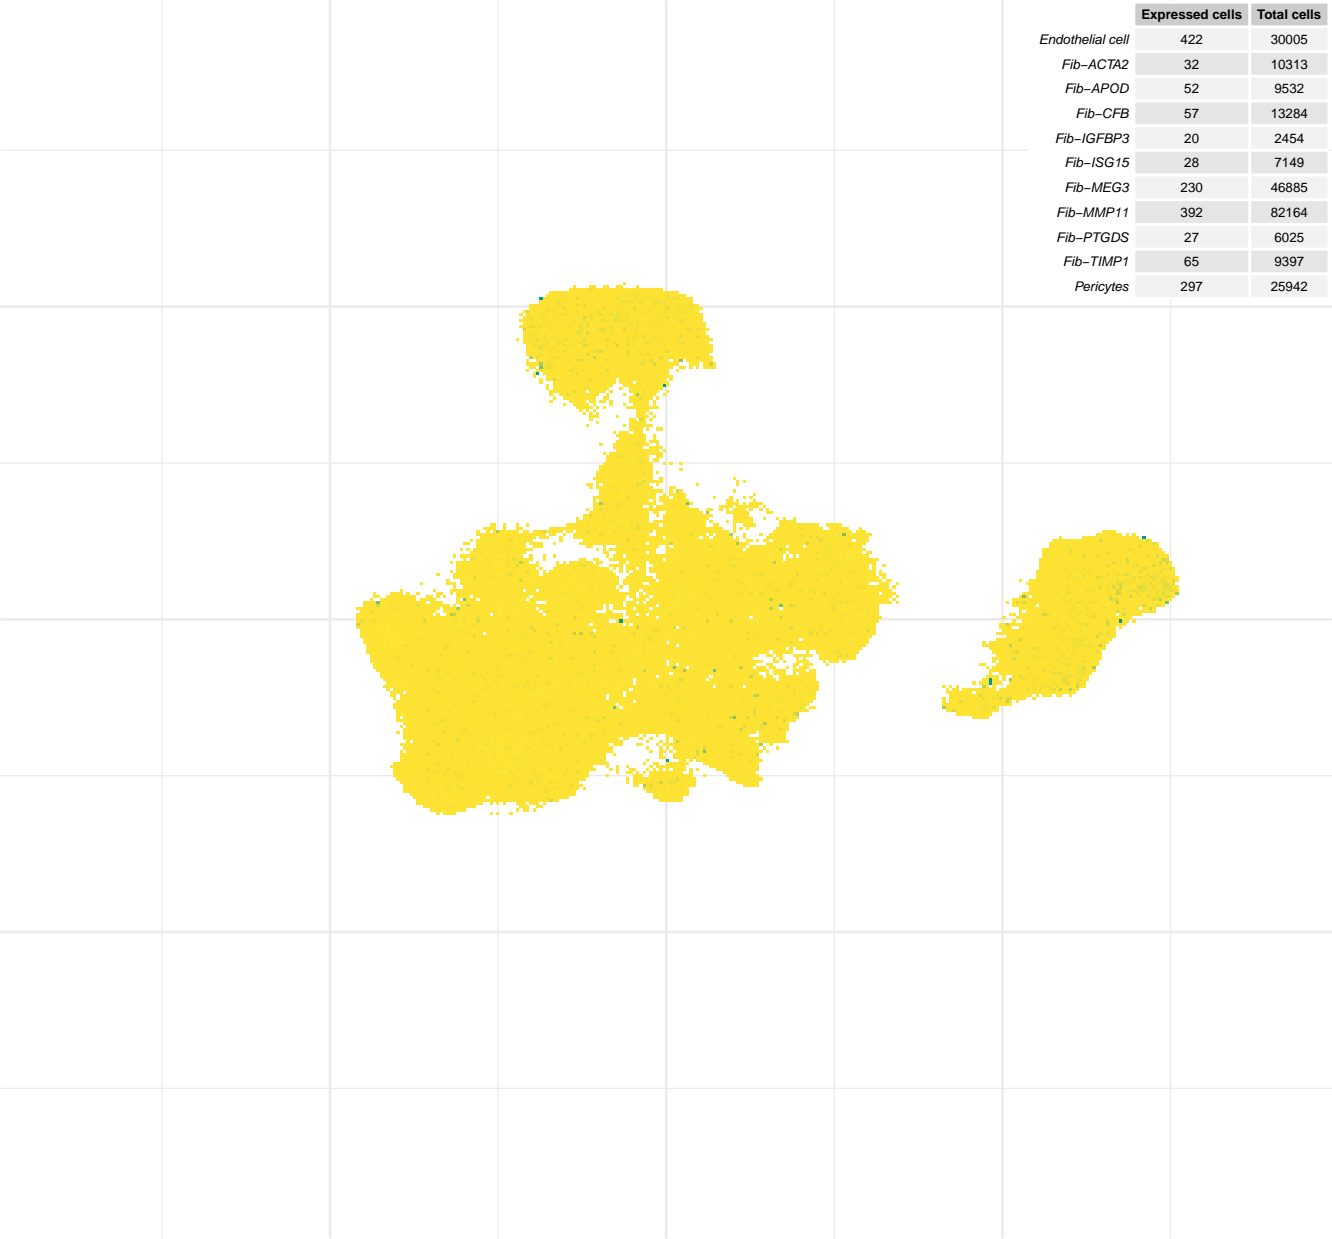 Expressed cells Total cells
Endothelial cell 422 30005
Fib−ACTA2 32 10313
Fib−APOD 52 9532
Fib−CFB 57 13284
Fib−IGFBP3 20 2454
Fib−ISG15 28 7149
Fib−MEG3 230 46885
Fib−MMP11 392 82164
Fib−PTGDS 27 6025
Fib−TIMP1 65 9397
Pericytes 297 25942